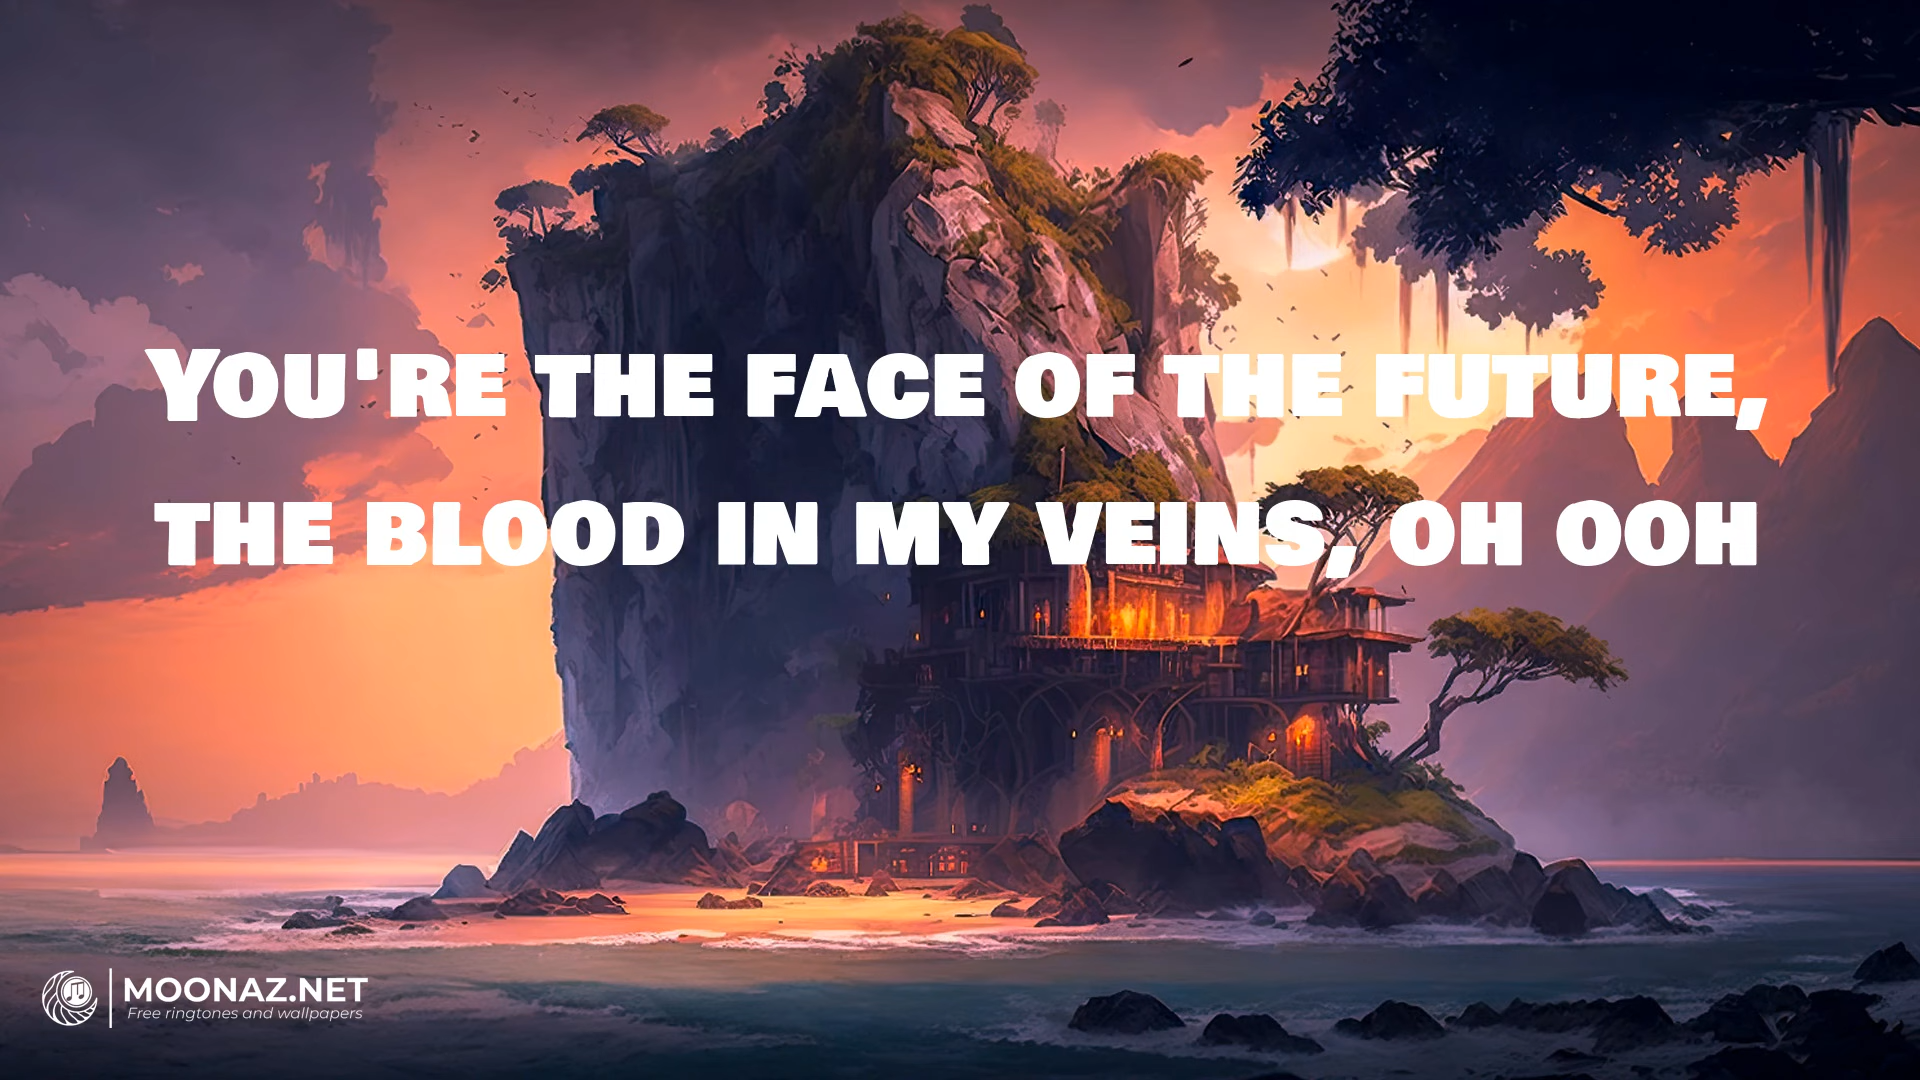 You're the face of the future,
the blood in my veins, oh ooh
MOONAZ.NET
Free ringtones and wallpapers